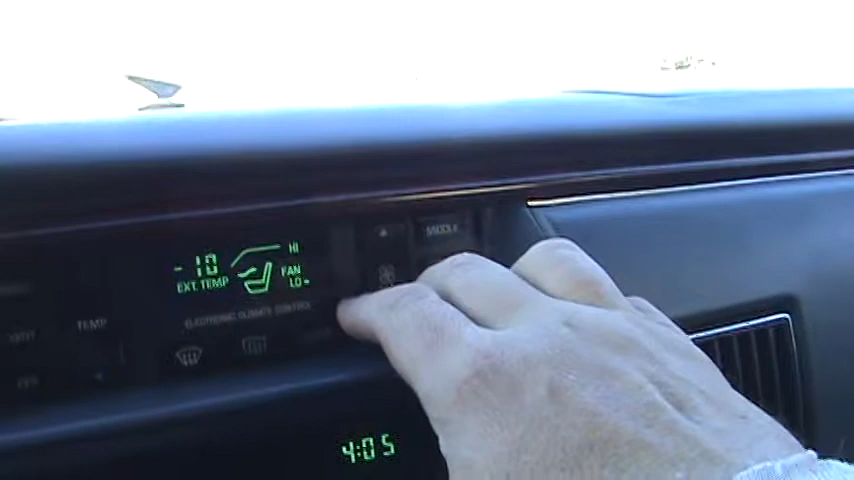 MODE
-10
HI
EXT. TEMP
FAN
LO
ELECTRONIC CLIMATE CONTROL
TEMP
4:05